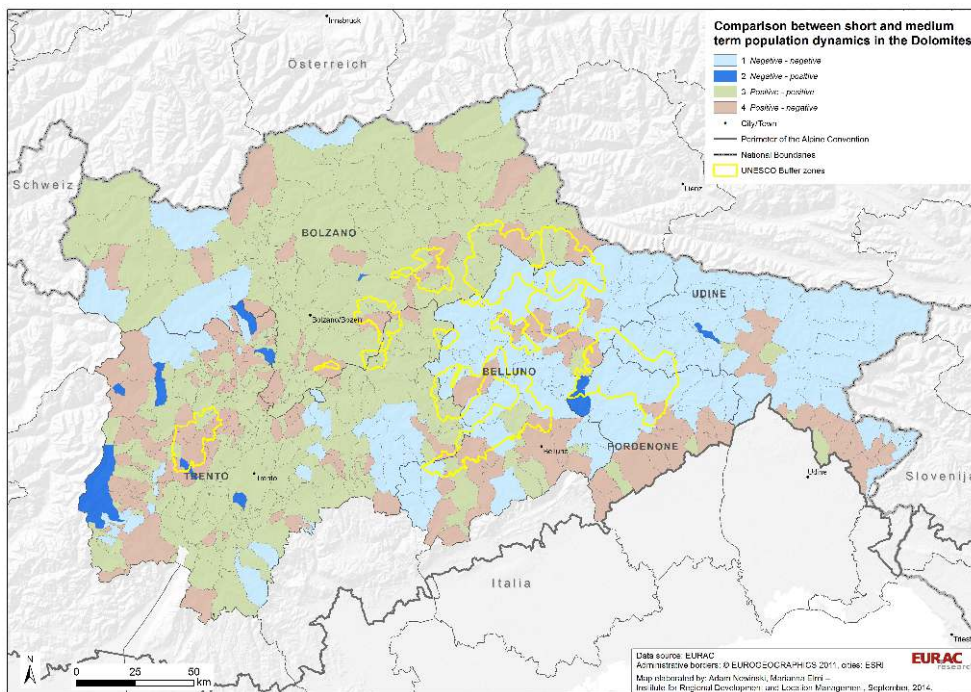 Innsbruck
Österreich
Comparison between short and medium
term population dynamics in the Dolomites
1 Negative - negative
2 Negative - positive
3 Positive - positive
4 Positive - negative
City/Town
Perimeter of the Alpine Convention
National Boundaries
UNESCO Buffer zones
Schweiz
Lienz
BOLZANO
UDINE
Bolzano/Bozen
BELLUNO
PORDENONE
Belluno
TRENTO
Trento
Udine
Slovenija
Italia
Triest
N
0 25 50
km
Data source: EURAC
Administrative borders: © EUROGEOGRAPHICS 2011, cities: ESRI
Map elaborated by: Adam Nowinski, Marianna Elmi –
Institute for Regional Development and Location Management, September, 2014.
EURAC
research